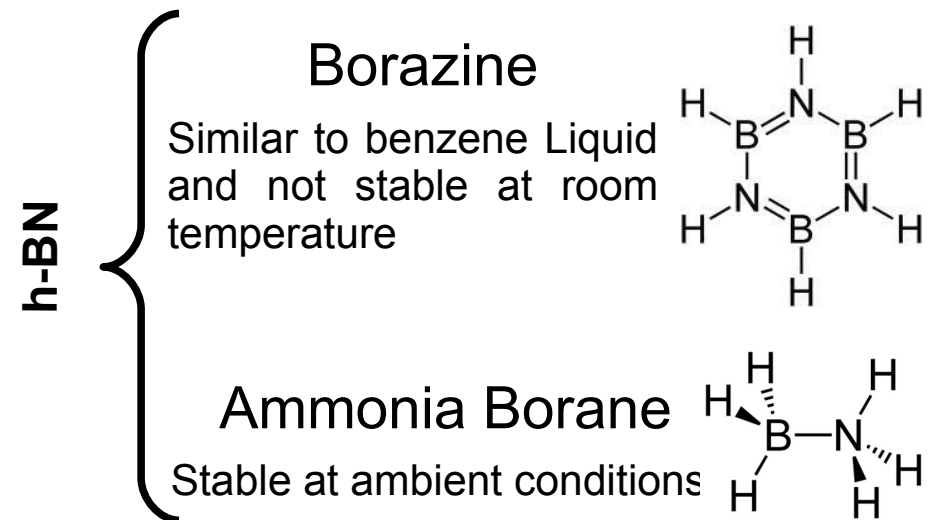 h-BN
Borazine
Similar to benzene Liquid
and not stable at room
temperature
H
H
N
H
B
B
N
N
H
B
H
H
Ammonia Borane
Stable at ambient conditions
H
H
H
B
N
H
H
H